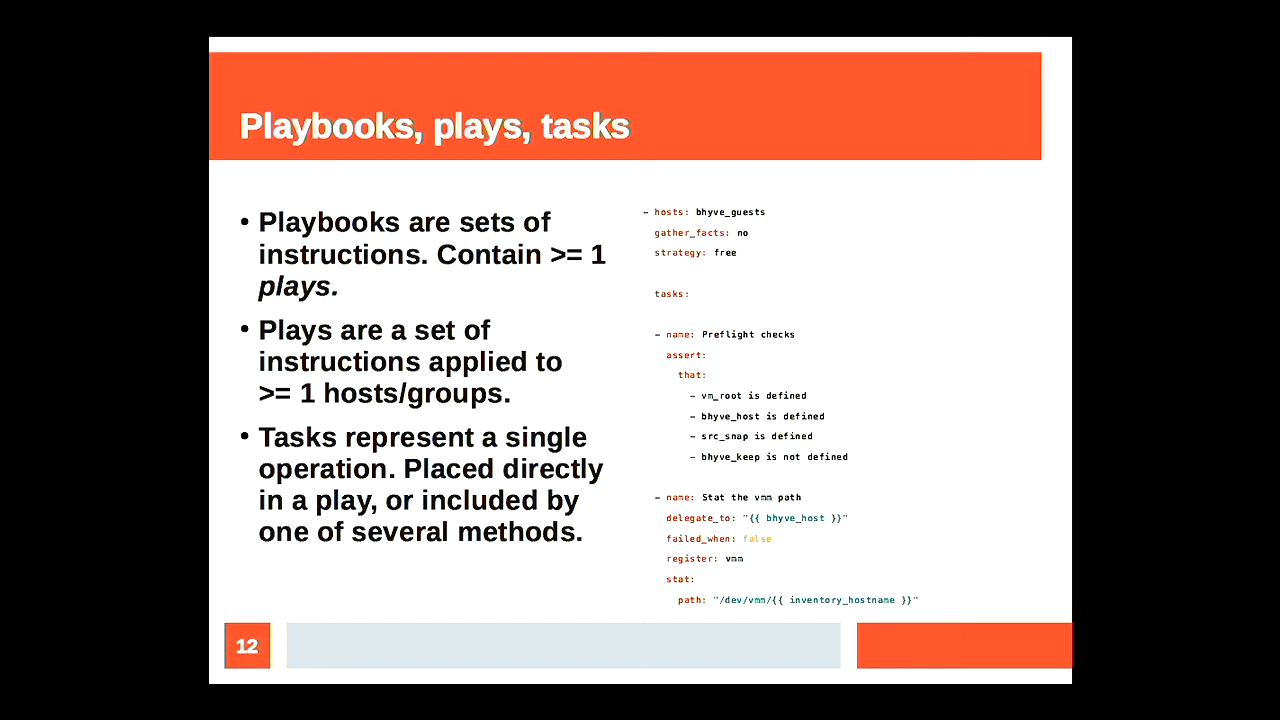 Playbooks, plays, tasks
• Playbooks are sets of
instructions. Contain >= 1
plays.
• Plays are a set of
instructions applied to
>= 1 hosts/groups.
• Tasks represent a single
operation. Placed directly
in a play, or included by
one of several methods.
- hosts: bhyve_guests
gather_facts: no
strategy: free
tasks:
- name: Preflight checks
assert:
that:
- vm_root is defined
- bhyve_host is defined
- src_snap is defined
- bhyve_keep is not defined
- name: Stat the vmm path
delegate_to: "{{ bhyve_host }}"
failed_when: false
register: vmm
stat:
path: "/dev/vmm/{{ inventory_hostname }}"
12